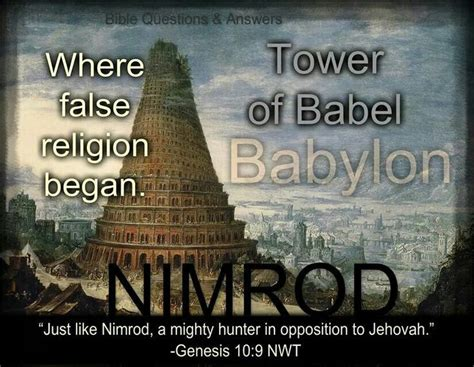 Bible Questions & Answers
Where
false
religion
began.
Tower
of Babel
Babylon
NIMROD
“Just like Nimrod, a mighty hunter in opposition to Jehovah.”
-Genesis 10:9 NWT